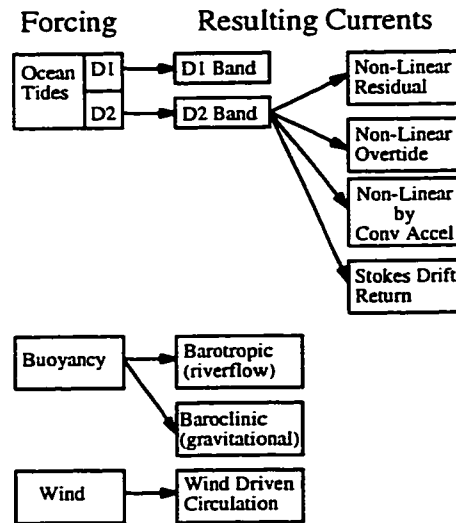 Forcing
Resulting Currents
Ocean
Tides
D1
D2
D1 Band
D2 Band
Non-Linear
Residual
Non-Linear
Overtide
Non-Linear
by
Conv Accel
Stokes Drift
Return
Buoyancy
Barotropic
(riverflow)
Baroclinic
(gravitational)
Wind
Wind Driven
Circulation